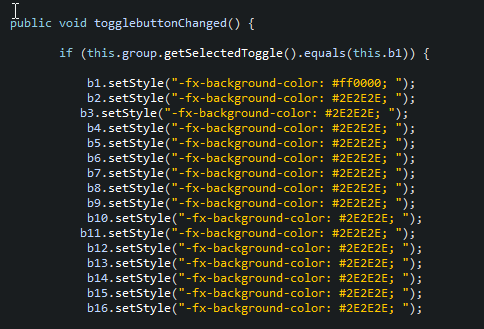 public void togglebuttonChanged() {
if (this.group.getSelectedToggle().equals(this.b1)) {
b1.setStyle("-fx-background-color: #ff0000; ");
b2.setStyle("-fx-background-color: #2E2E2E; ");
b3.setStyle("-fx-background-color: #2E2E2E; ");
b4.setStyle("-fx-background-color: #2E2E2E; ");
b5.setStyle("-fx-background-color: #2E2E2E; ");
b6.setStyle("-fx-background-color: #2E2E2E; ");
b7.setStyle("-fx-background-color: #2E2E2E; ");
b8.setStyle("-fx-background-color: #2E2E2E; ");
b9.setStyle("-fx-background-color: #2E2E2E; ");
b10.setStyle("-fx-background-color: #2E2E2E; ");
b11.setStyle("-fx-background-color: #2E2E2E; ");
b12.setStyle("-fx-background-color: #2E2E2E; ");
b13.setStyle("-fx-background-color: #2E2E2E; ");
b14.setStyle("-fx-background-color: #2E2E2E; ");
b15.setStyle("-fx-background-color: #2E2E2E; ");
b16.setStyle("-fx-background-color: #2E2E2E; ");